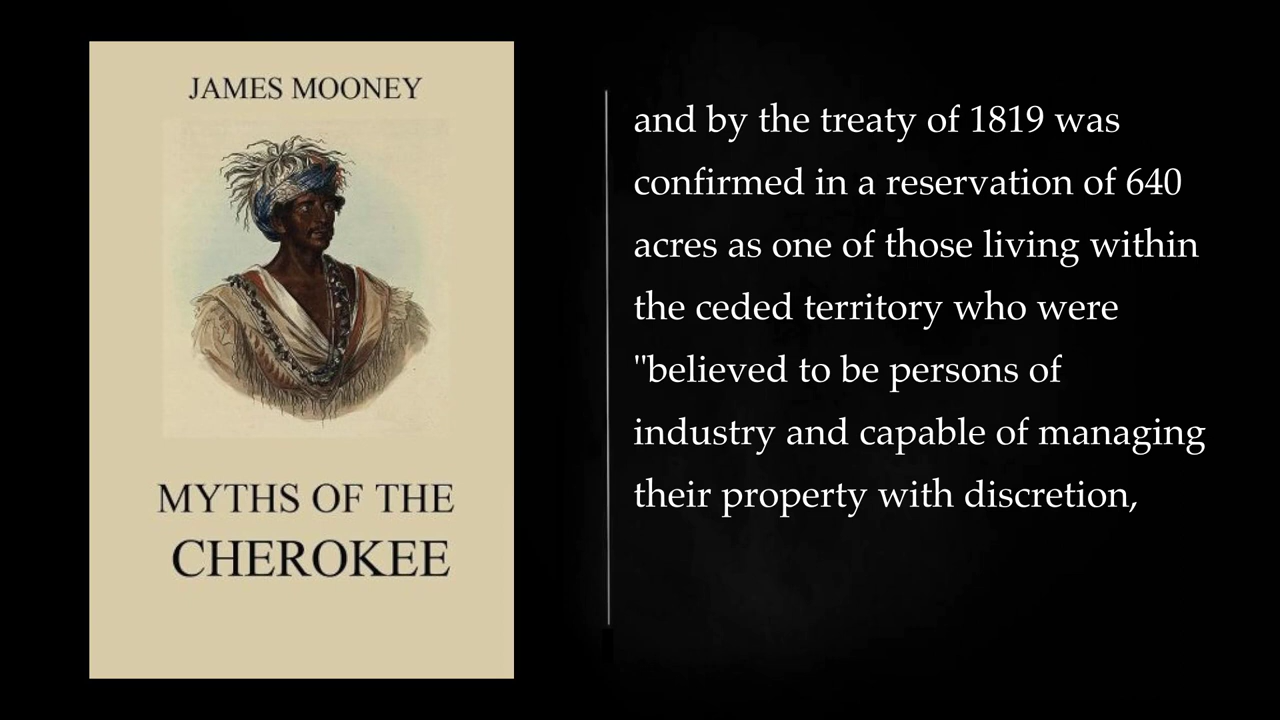 JAMES MOONEY
MYTHS OF THE
CHEROKEE
and by the treaty of 1819 was
confirmed in a reservation of 640
acres as one of those living within
the ceded territory who were
"believed to be persons of
industry and capable of managing
their property with discretion,